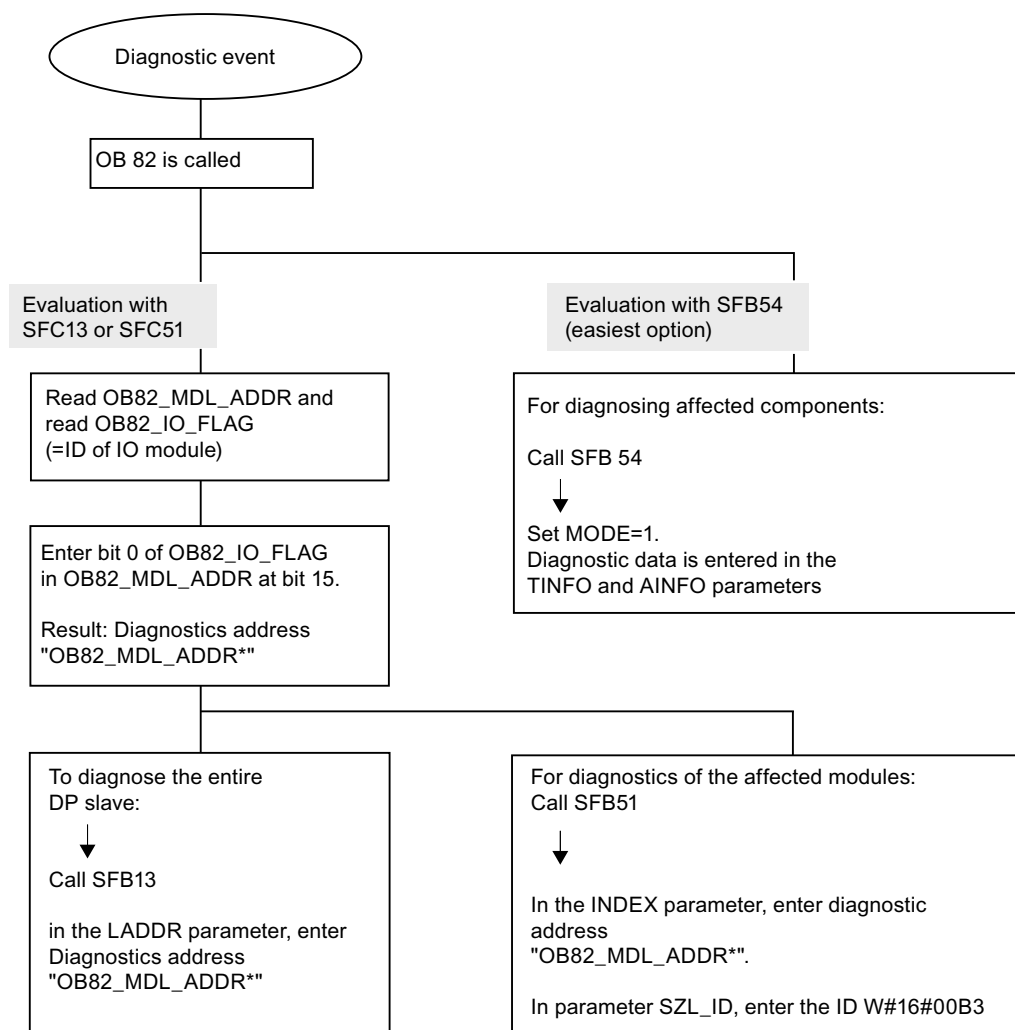 Diagnostic event
OB 82 is called
Evaluation with
SFC13 or SFC51
Evaluation with SFB54
(easiest option)
Read OB82_MDL_ADDR and
read OB82_IO_FLAG
(=ID of IO module)
For diagnosing affected components:
Call SFB 54
Set MODE=1.
Diagnostic data is entered in the
TINFO and AINFO parameters
Enter bit 0 of OB82_IO_FLAG
in OB82_MDL_ADDR at bit 15.
Result: Diagnostics address
"OB82_MDL_ADDR*"
To diagnose the entire
DP slave:
Call SFB13
in the LADDR parameter, enter
Diagnostics address
"OB82_MDL_ADDR*"
For diagnostics of the affected modules:
Call SFB51
In the INDEX parameter, enter diagnostic
address
"OB82_MDL_ADDR*".
In parameter SZL_ID, enter the ID W#16#00B3